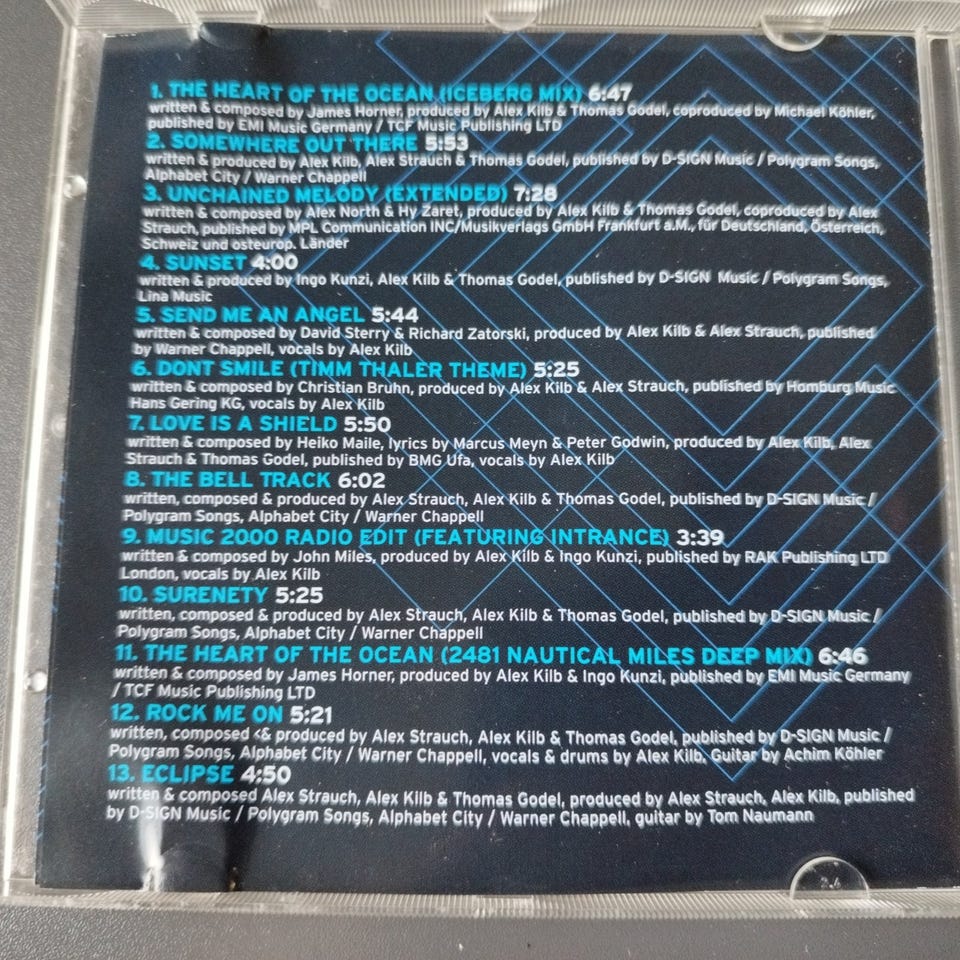 1. THE HEART OF THE OCEAN (ICEBERG MIX) 6:47
written & composed by James Horner, produced by Alex Kilb & Thomas Godel, coproduced by Michael Köhler,
published by EMI Music Germany / TCF Music Publishing LTD
2. SOMEWHERE OUT THERE 5:53
written & produced by Alex Kilb, Alex Strauch & Thomas Godel, published by D-SIGN Music / Polygram Songs,
Alphabet City / Warner Chappell
3. UNCHAINED MELODY (EXTENDED) 7:28
written & composed by Alex North & Hy Zaret, produced by Alex Kilb & Thomas Godel, coproduced by Alex
Strauch, published by MPL Communication INC/Musikverlags GmbH Frankfurt a.M., für Deutschland, Österreich,
Schweiz und osteurop. Länder
4. SUNSET 4:00
written & produced by Ingo Kunzi, Alex Kilb & Thomas Godel, published by D-SIGN Music / Polygram Songs,
Lina Music
5. SEND ME AN ANGEL 5:44
written & composed by David Sterry & Richard Zatorski, produced by Alex Kilb & Alex Strauch, published
by Warner Chappell, vocals by Alex Kilb
6. DONT SMILE (TIMM THALER THEME) 5:25
written & composed by Christian Bruhn, produced by Alex Kilb & Alex Strauch, published by Homburg Music
Hans Gering KG, vocals by Alex Kilb
7. LOVE IS A SHIELD 5:50
written & composed by Heiko Maile, lyrics by Marcus Meyn & Peter Godwin, produced by Alex Kilb, Alex
Strauch & Thomas Godel, published by BMG Ufa, vocals by Alex Kilb
8. THE BELL TRACK 6:02
written, composed & produced by Alex Strauch, Alex Kilb & Thomas Godel, published by D-SIGN Music /
Polygram Songs, Alphabet City / Warner Chappell
9. MUSIC 2000 RADIO EDIT (FEATURING INTRANCE) 3:39
written & composed by John Miles, produced by Alex Kilb & Ingo Kunzi, published by RAK Publishing LTD
London, vocals by Alex Kilb
10. SURENETY 5:25
written, composed & produced by Alex Strauch, Alex Kilb & Thomas Godel, published by D-SIGN Music /
Polygram Songs, Alphabet City / Warner Chappell
11. THE HEART OF THE OCEAN (2481 NAUTICAL MILES DEEP MIX) 6:46
written & composed by James Horner, produced by Alex Kilb & Ingo Kunzi, published by EMI Music Germany
/ TCF Music Publishing LTD
12. ROCK ME ON 5:21
written, composed <& produced by Alex Strauch, Alex Kilb & Thomas Godel, published by D-SIGN Music /
Polygram Songs, Alphabet City / Warner Chappell, vocals & drums by Alex Kilb, Guitar by Achim Köhler
13. ECLIPSE 4:50
written & composed Alex Strauch, Alex Kilb & Thomas Godel, produced by Alex Strauch, Alex Kilb, published
by D-SIGN Music / Polygram Songs, Alphabet City / Warner Chappell, guitar by Tom Naumann